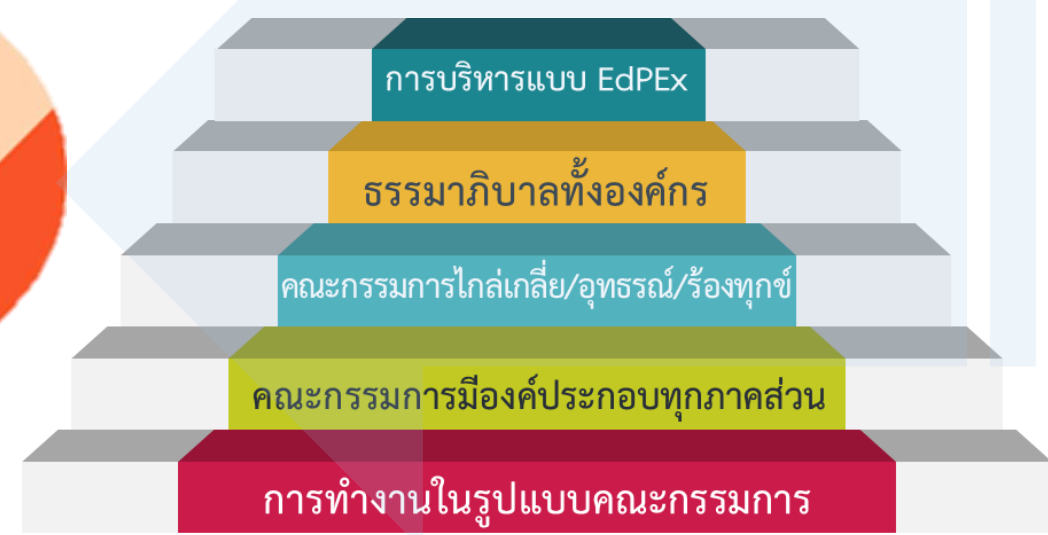 การบริหารแบบ EdPEx
ธรรมาภิบาลทั้งองค์กร
คณะกรรมการไกล่เกลี่ย/อุทธรณ์/ร้องทุกข์
คณะกรรมการมีองค์ประกอบทุกภาคส่วน
การทำงานในรูปแบบคณะกรรมการ